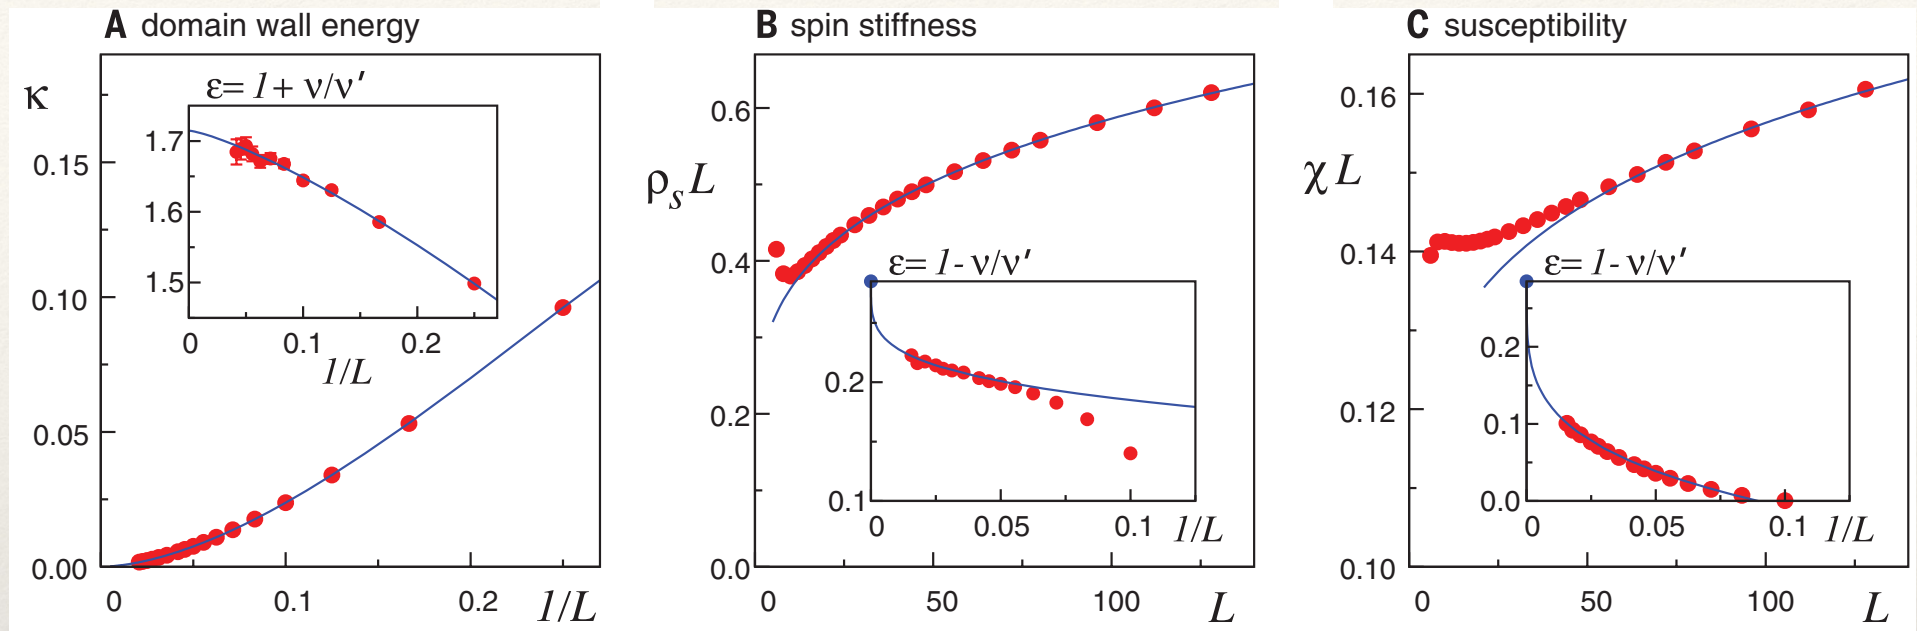 A domain wall energy
κ
0.15
0.10
0.05
0.00
0
0.1
0.2
1/L
ε=1+ ν/ν′
1.7
1.6
1.5
0
0.1
0.2
1/L
B spin stiffness
ρsL
0.6
0.4
0.2
0.0
0
50
100
L
ε=1-ν/ν′
0.2
0.1
0
0.05
0.1
1/L
C susceptibility
χL
0.16
0.14
0.12
0.10
0
50
100
L
ε=1-ν/ν′
0.2
0.1
0.0
0
0.05
0.1
1/L